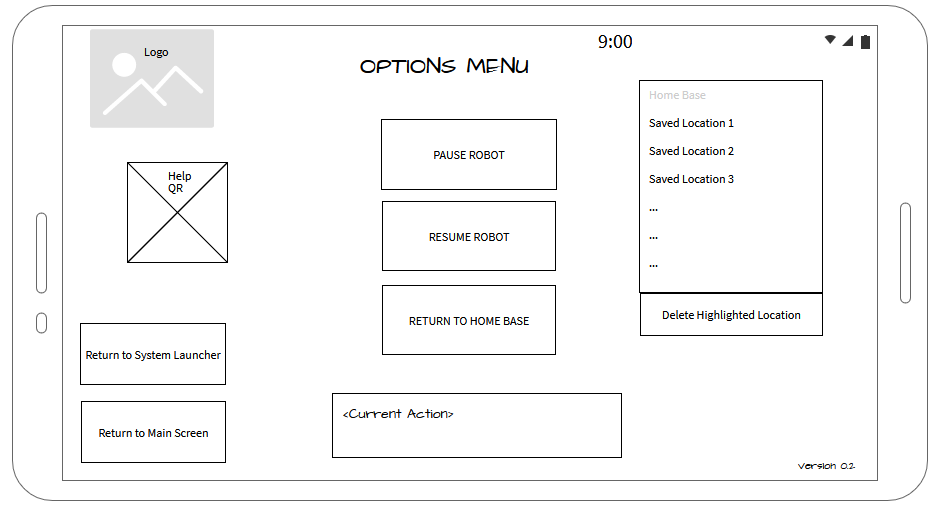 Logo
9:00
OPTIONS MENU
Home Base
Saved Location 1
Saved Location 2
Saved Location 3
...
...
...
Delete Highlighted Location
PAUSE ROBOT
RESUME ROBOT
RETURN TO HOME BASE
Help
QR
Return to System Launcher
Return to Main Screen
<Current Action>
Version 0.2